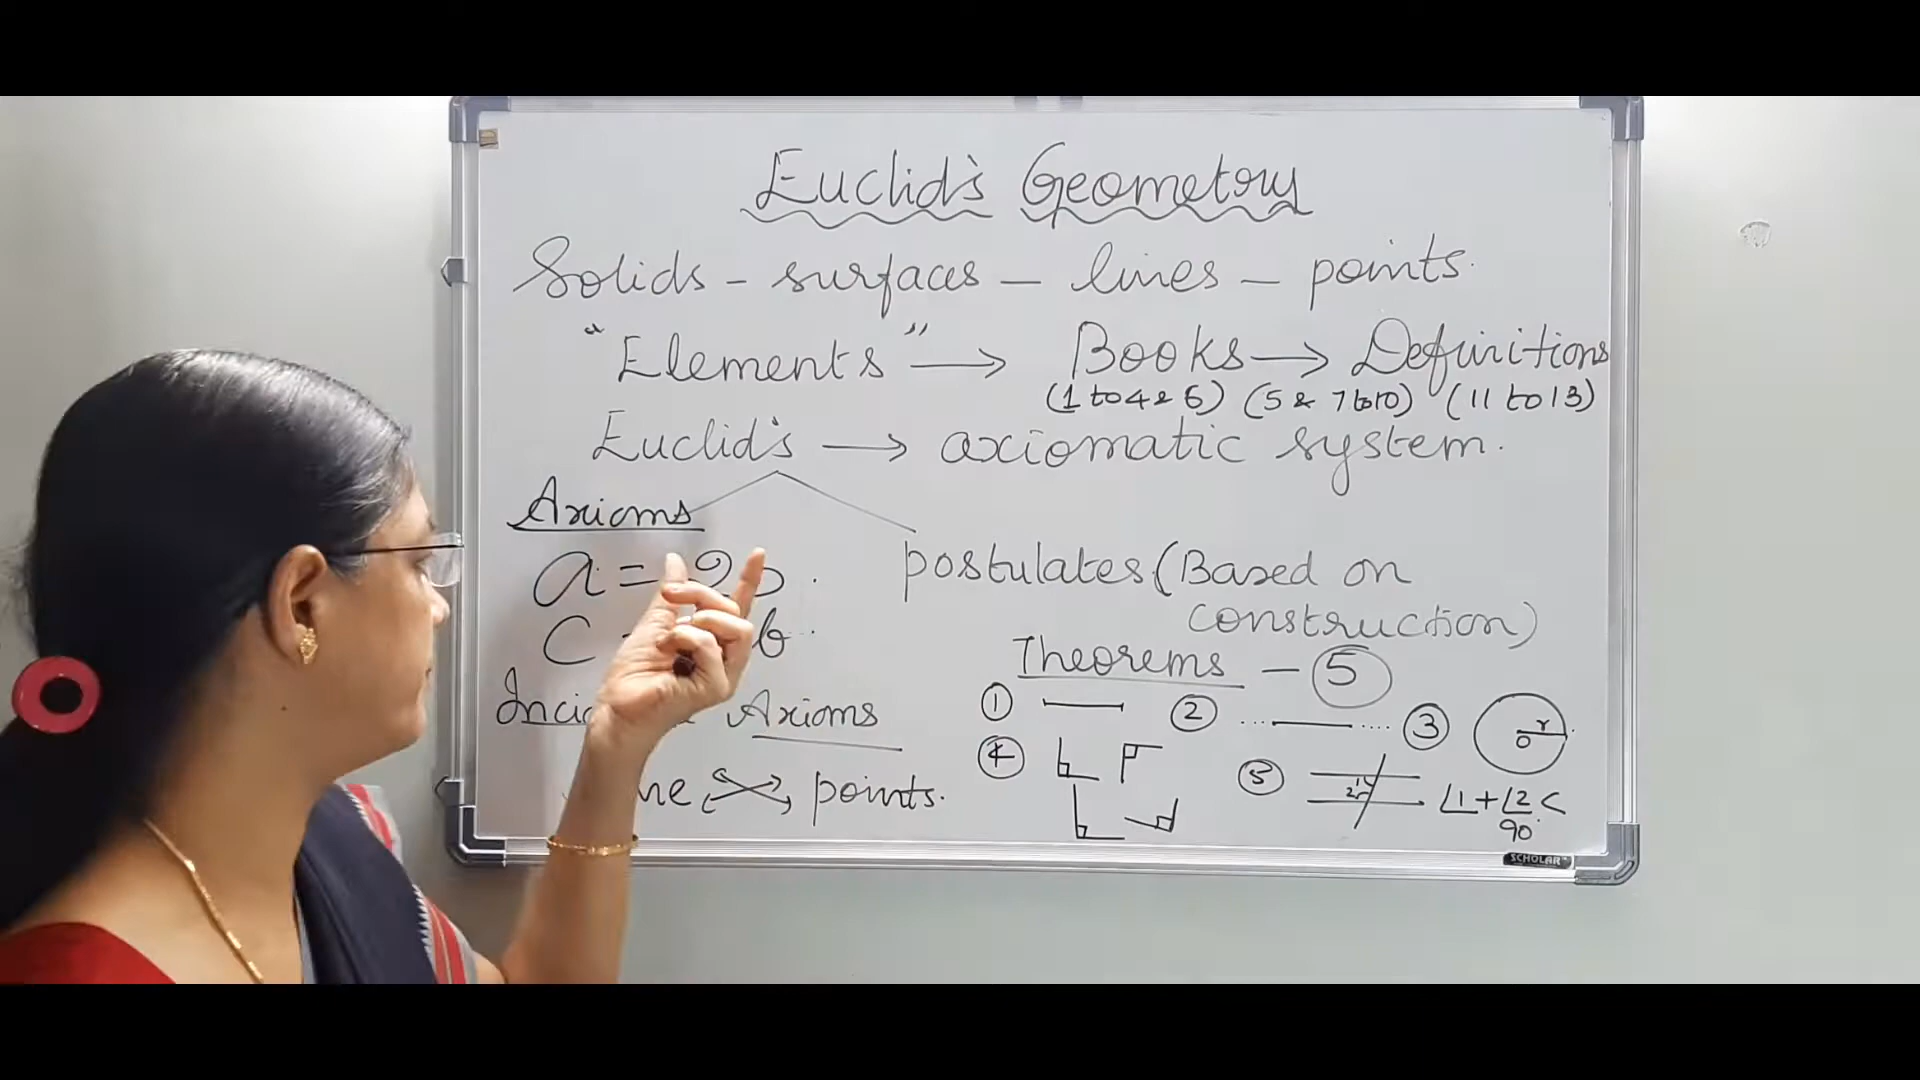 Euclid's Geometry
Solids - surfaces - lines - points.
"Elements" → Books → Definitions
(1 to 4 & 6) (5 & 7 to 10) (11 to 13)
Euclid's → axiomatic system.
Axioms
a =
postulates (Based on
construction)
C b
Theorems - 5
Axioms
1 2 3 r O
4 5 1 2 ∠1 + ∠2 <
90
points.
SCHOLAR